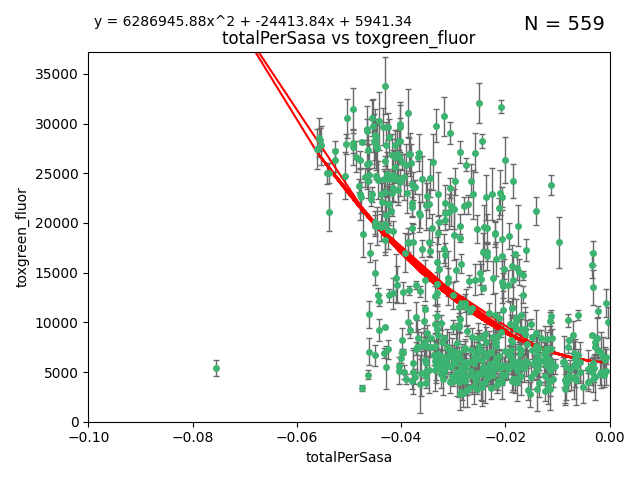 y = 6286945.88x^2 + -24413.84x + 5941.34
N = 559
totalPerSasa vs toxgreen_fluor
35000
30000
25000
20000
15000
10000
5000
0
toxgreen_fluor
−0.10
−0.08
−0.06
−0.04
−0.02
0.00
totalPerSasa